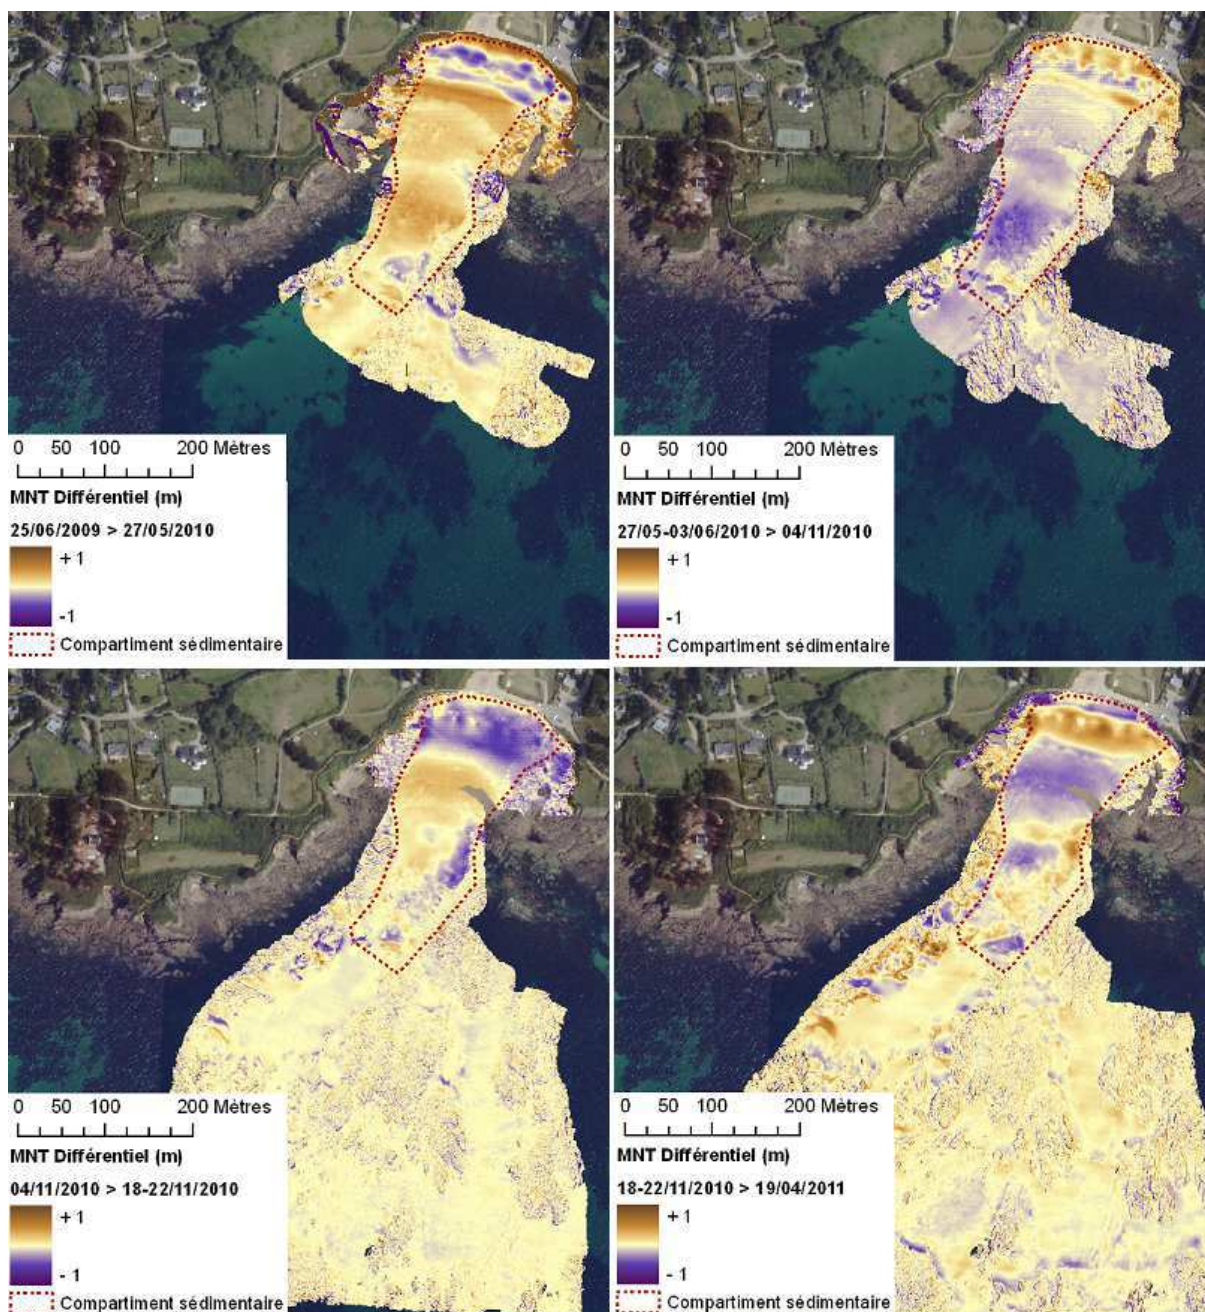 0 50 100 200 Mètres
MNT Différentiel (m)
25/06/2009 > 27/05/2010
+ 1
-1
Compartiment sédimentaire
0 50 100 200 Mètres
MNT Différentiel (m)
27/05-03/06/2010 > 04/11/2010
+ 1
-1
Compartiment sédimentaire
0 50 100 200 Mètres
MNT Différentiel (m)
04/11/2010 > 18-22/11/2010
+ 1
- 1
Compartiment sédimentaire
0 50 100 200 Mètres
MNT Différentiel (m)
18-22/11/2010 > 19/04/2011
+ 1
- 1
Compartiment sédimentaire